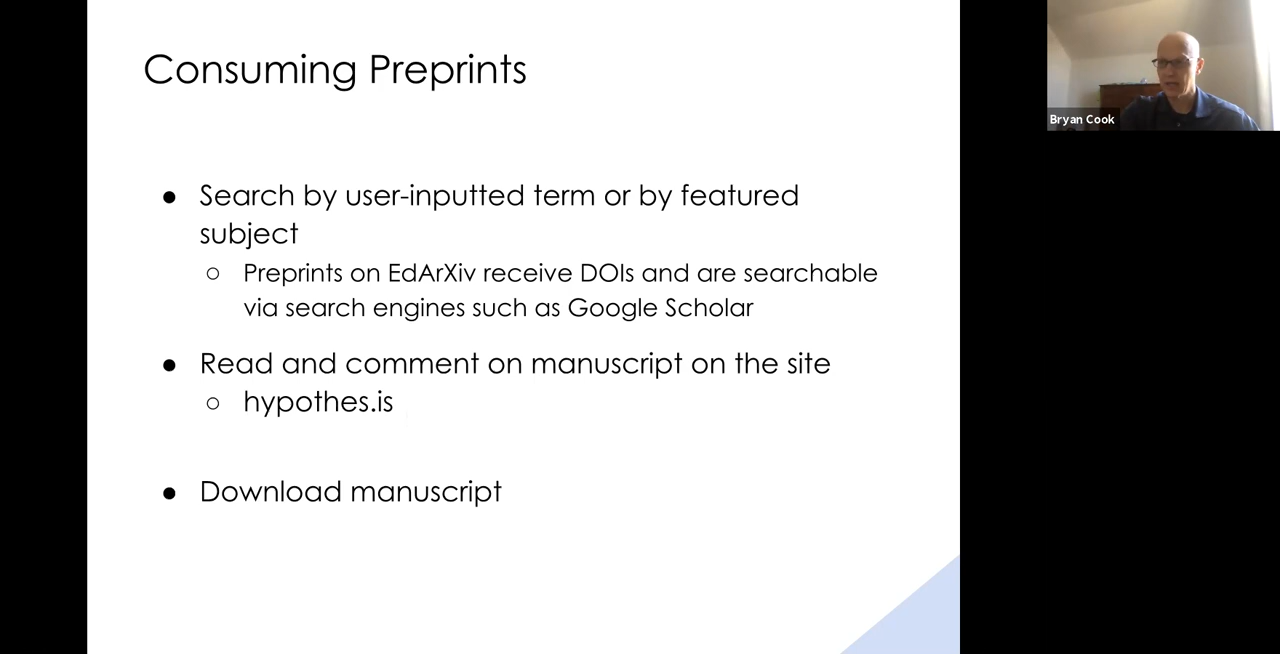 Consuming Preprints
● Search by user-inputted term or by featured
subject
○ Preprints on EdArXiv receive DOIs and are searchable
via search engines such as Google Scholar
● Read and comment on manuscript on the site
○ hypothes.is
● Download manuscript
Bryan Cook